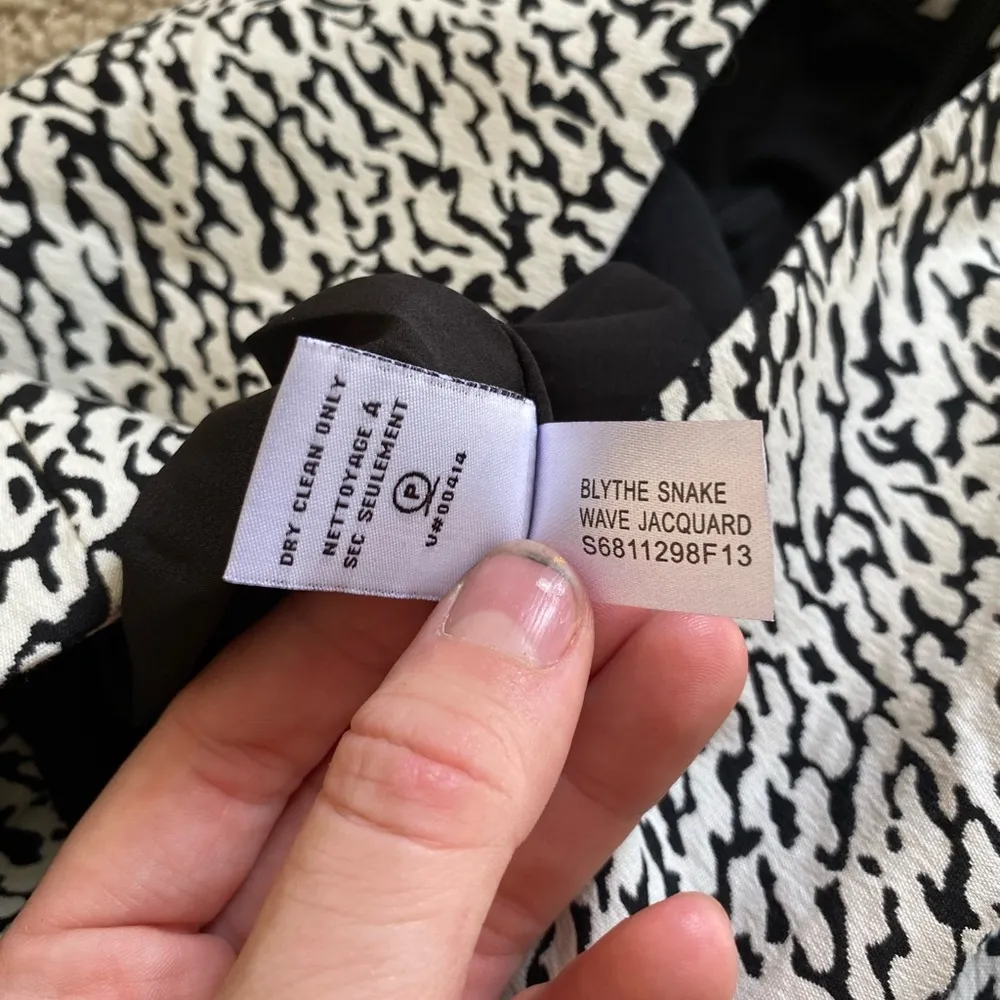 DRY CLEAN ONLY
NETTOYAGE À
SEC SEULEMENT
P
V#00414
BLYTHE SNAKE
WAVE JACQUARD
S6811298F13